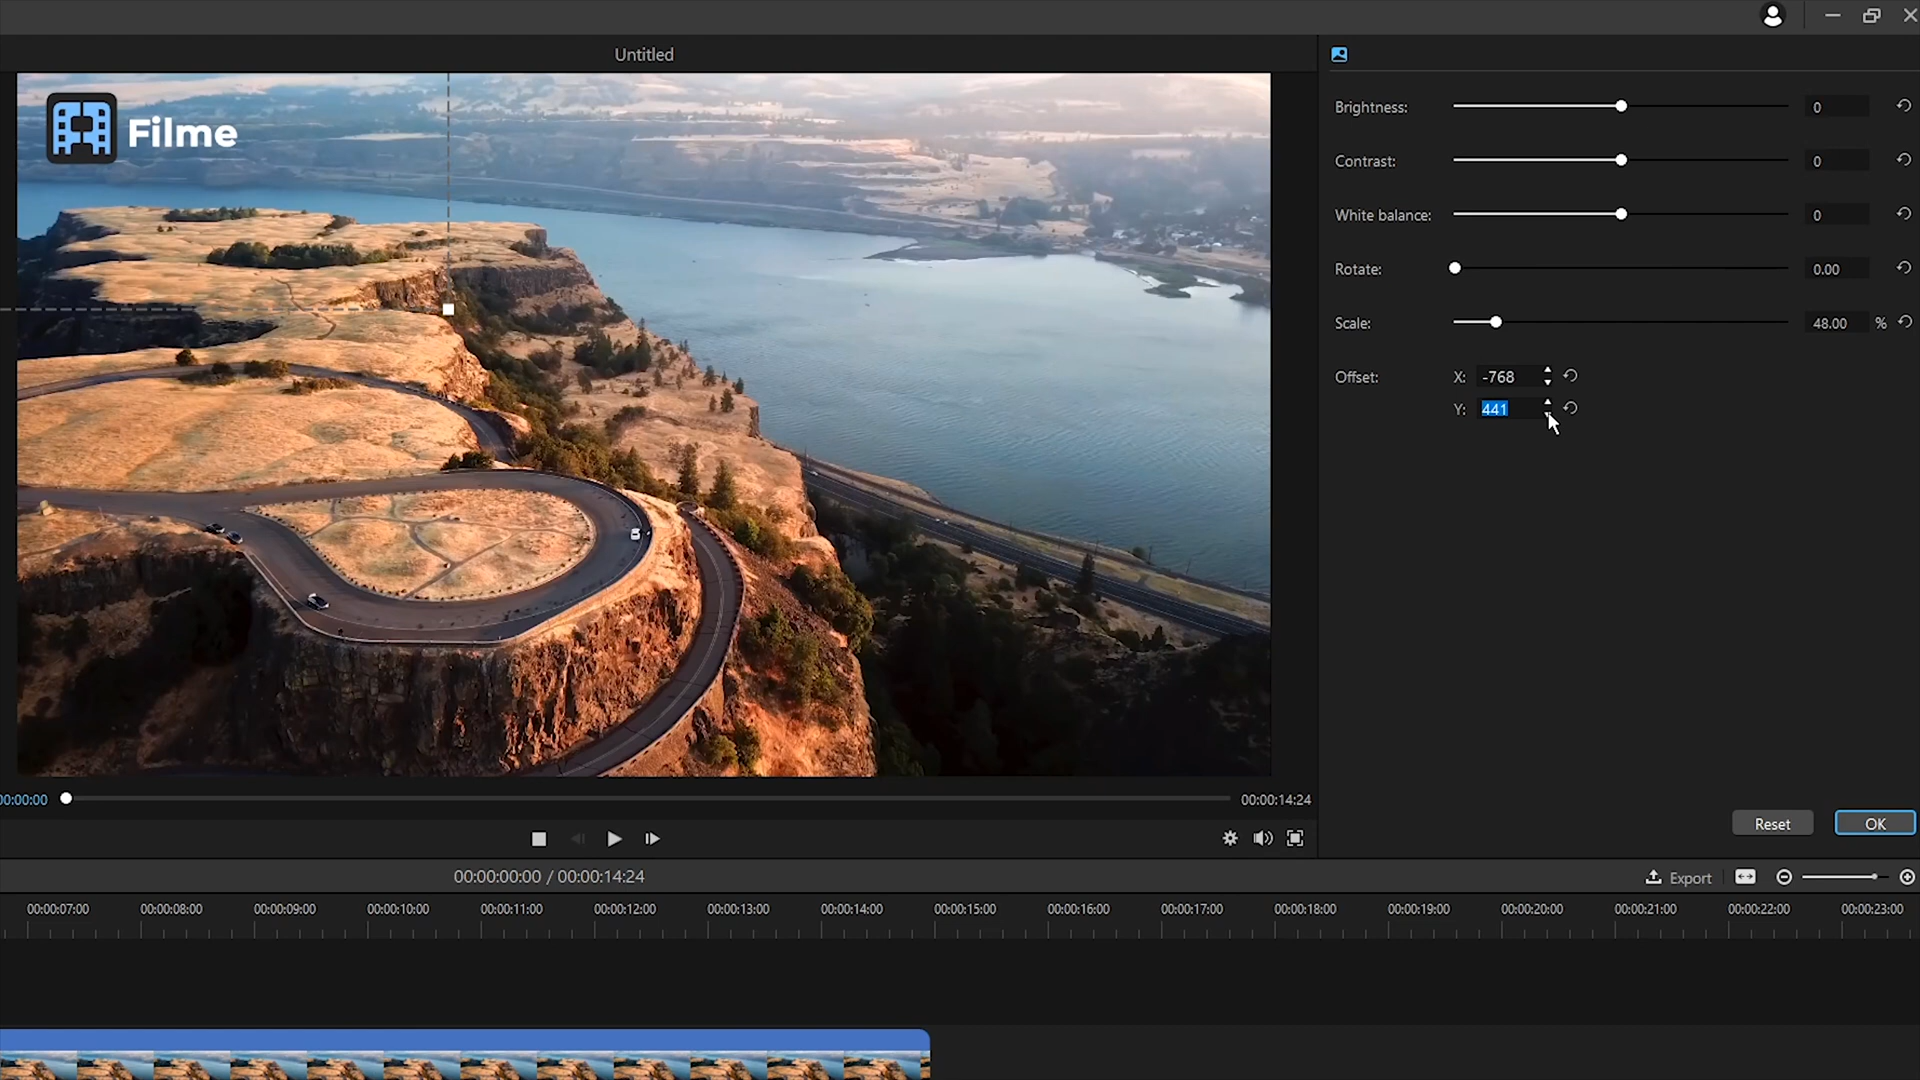 Untitled
Filme
Brightness: 0
Contrast: 0
White balance: 0
Rotate: 0.00
Scale: 48.00 %
Offset: X: -768
Y: 441
Reset OK
00:00:00 00:00:14:24
00:00:00:00 / 00:00:14:24
Export
00:00:07:00 00:00:08:00 00:00:09:00 00:00:10:00 00:00:11:00 00:00:12:00 00:00:13:00 00:00:14:00 00:00:15:00 00:00:16:00 00:00:17:00 00:00:18:00 00:00:19:00 00:00:20:00 00:00:21:00 00:00:22:00 00:00:23:00